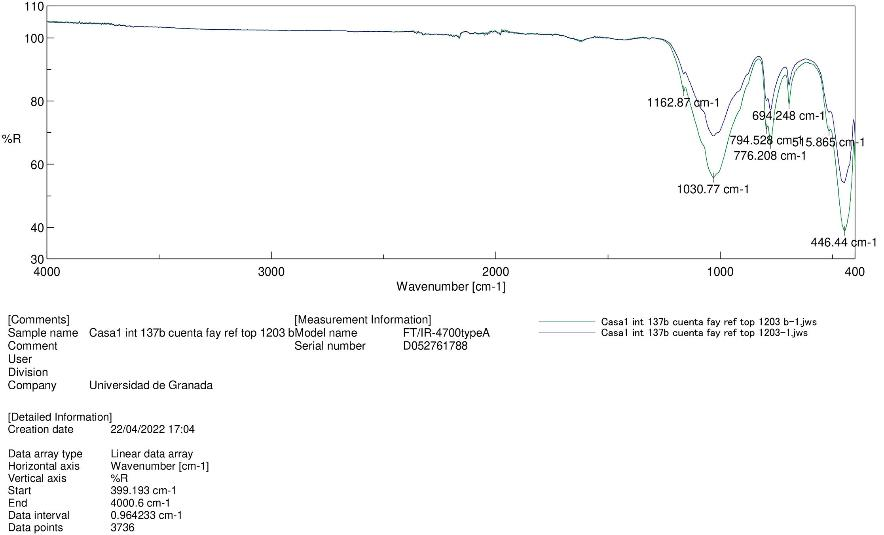 110
100
80
%R
60
40
30
4000
3000
2000
1000
400
Wavenumber [cm-1]
1162.87 cm-1
1030.77 cm-1
694.248 cm-1
794.528 cm-1
515.865 cm-1
776.208 cm-1
446.44 cm-1
[Comments]
Sample name Casa1 int 137b cuenta fay ref top 1203 b
Comment
User
Division
Company Universidad de Granada
[Measurement Information]
Model name FT/IR-4700typeA
Serial number D052761788
Casa1 int 137b cuenta fay ref top 1203 b-1.jws
Casa1 int 137b cuenta fay ref top 1203-1.jws
[Detailed Information]
Creation date 22/04/2022 17:04
Data array type Linear data array
Horizontal axis Wavenumber [cm-1]
Vertical axis %R
Start 399.193 cm-1
End 4000.6 cm-1
Data interval 0.964233 cm-1
Data points 3736